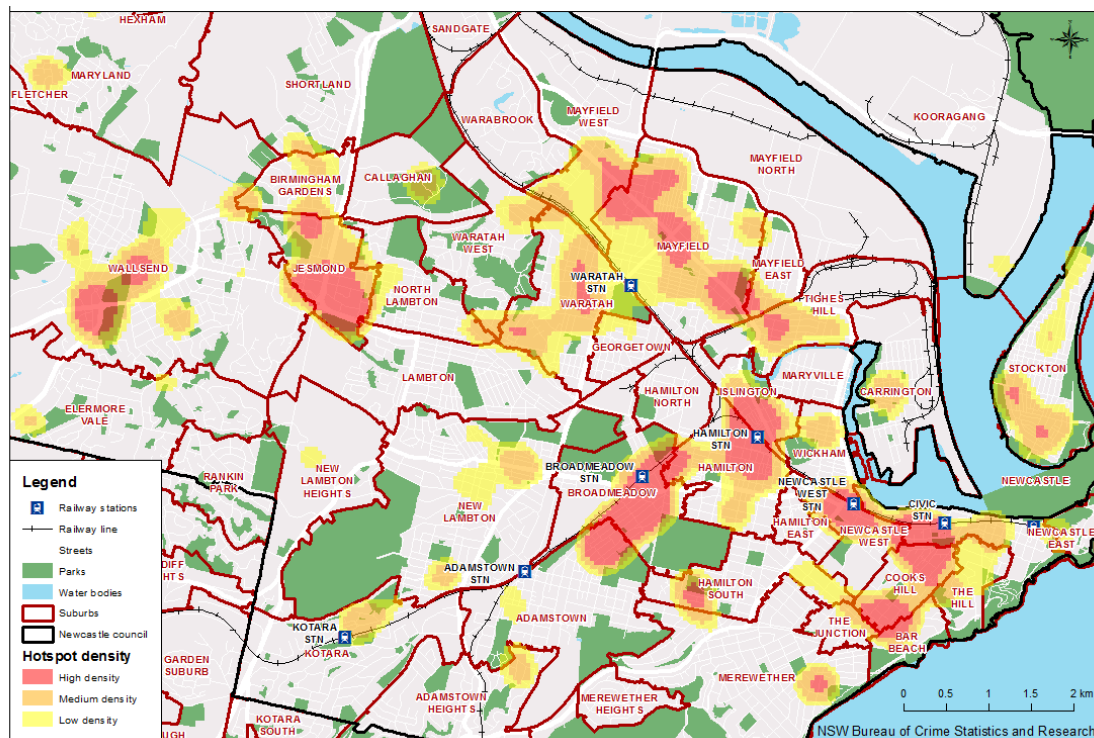 HEXHAM
SANDGATE
MARYLAND
FLETCHER
SHORTLAND
MAYFIELD
WEST
WARABROOK
KOORAGANG
MAYFIELD
NORTH
BIRMINGHAM
GARDENS
CALLAGHAN
WARATAH
WEST
MAYFIELD
MAYFIELD
EAST
WALLSEND
JESMOND
NORTH
LAMBTON
WARATAH
STN
WARATAH
TIGHES
HILL
GEORGETOWN
LAMBTON
MARYVILLE
STOCKTON
HAMILTON
NORTH
ISLINGTON
CARRINGTON
ELERMORE
VALE
HAMILTON
STN
WICKHAM
RANKIN
PARK
NEW
LAMBTON
HEIGHTS
BROADMEADOW
STN
BROADMEADOW
HAMILTON
NEWCASTLE
WEST
STN
NEWCASTLE
NEW
LAMBTON
CIVIC
STN
HAMILTON
EAST
NEWCASTLE
WEST
NEWCASTLE
EAST
DIFF
HTS
ADAMSTOWN
STN
HAMILTON
SOUTH
COOKS
HILL
THE
HILL
ADAMSTOWN
THE
JUNCTION
BAR
BEACH
KOTARA
STN
KOTARA
GARDEN
SUBURB
MEREWETHER
ADAMSTOWN
HEIGHTS
MEREWETHER
HEIGHTS
KOTARA
SOUTH
UGH
Legend
Railway stations
Railway line
Streets
Parks
Water bodies
Suburbs
Newcastle council
Hotspot density
High density
Medium density
Low density
0 0.5 1 1.5 2 km
NSW Bureau of Crime Statistics and Research